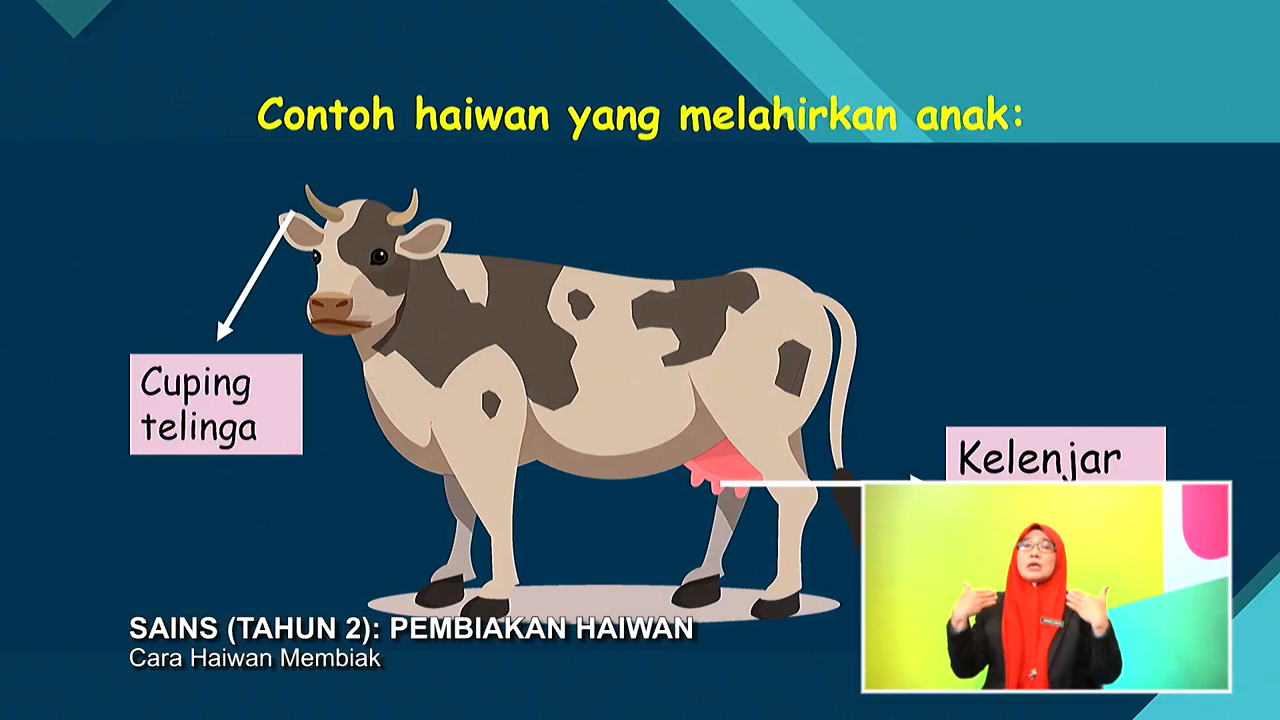 Contoh haiwan yang melahirkan anak:
Cuping
telinga
Kelenjar
SAINS (TAHUN 2): PEMBIAKAN HAIWAN
Cara Haiwan Membiak